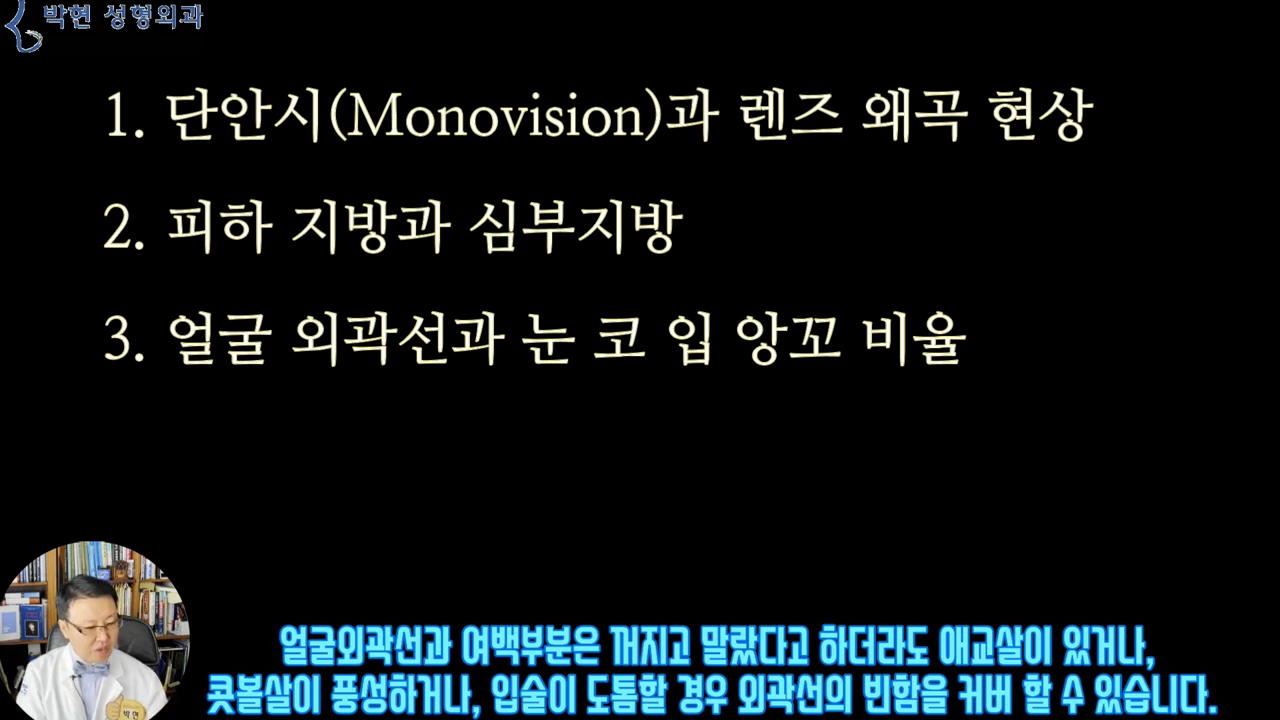 박현 성형외과
1. 단안시(Monovision)과 렌즈 왜곡 현상
2. 피하 지방과 심부지방
3. 얼굴 외곽선과 눈 코 입 앙꼬 비율
얼굴외곽선과 여백부분은 꺼지고 말랐다고 하더라도 애교살이 있거나,
콧볼살이 풍성하거나, 입술이 도톰할 경우 외곽선의 빈함을 커버 할 수 있습니다.
박현